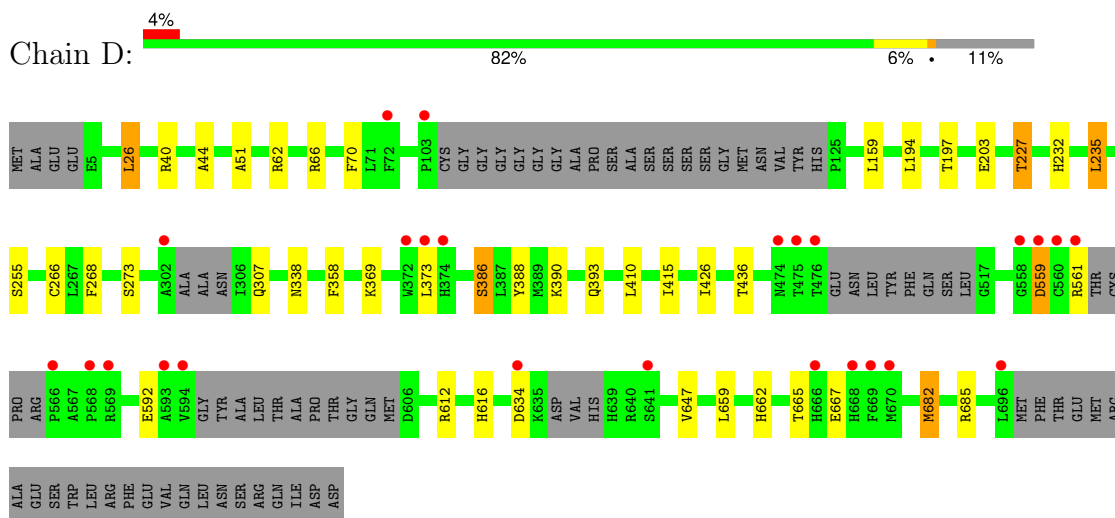 4%
Chain D:
82% 6% • 11%
MET ALA GLU GLU E5 L26 R40 A44 A51 R62 R66 F70 L71 F72 P103 CYS GLY GLY GLY GLY GLY GLY ALA PRO SER ALA SER SER SER SER GLY MET ASN VAL TYR HIS P125 L159 L194 T197 E203 T227 H232 L235
S255 C266 L267 F268 S273 A302 ALA ALA ASN I306 Q307 N338 F358 K369 W372 L373 H374 S386 L387 Y388 M389 K390 Q393 L410 I415 I426 T436 N474 T475 T476 GLU ASN LEU TYR PHE GLN SER LEU G517 G558 D559 C560 R561 THR CYS
PRO ARG P566 A567 P568 R569 E592 A593 V594 GLY TYR ALA LEU THR ALA PRO THR GLY GLN MET D606 R612 H616 D634 K635 ASP VAL HIS H639 R640 S641 V647 L659 H662 T665 H666 E667 H668 F669 M670 M682 R685 L696 MET PHE THR GLU MET ARG
ALA GLU SER TRP LEU ARG PHE GLU VAL GLN LEU ASN SER ARG GLN ILE ASP ASP